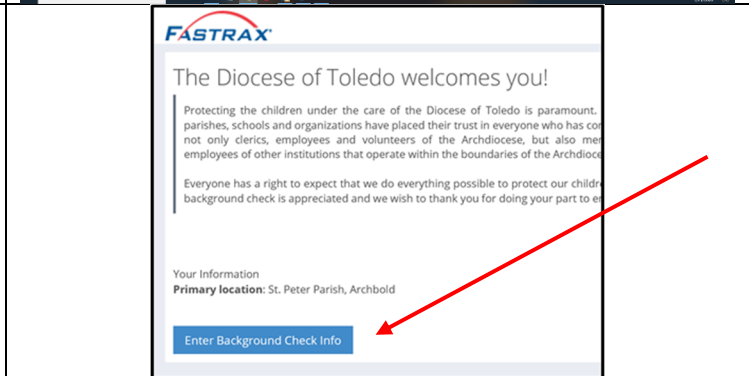 FASTRAX
The Diocese of Toledo welcomes you!
Protecting the children under the care of the Diocese of Toledo is paramount.
parishes, schools and organizations have placed their trust in everyone who has
not only clerics, employees and volunteers of the Archdiocese, but also
employees of other institutions that operate within the boundaries of the
Everyone has a right to expect that we do everything possible to protect our
background check is appreciated and we wish to thank you for doing your part to
Your Information
Primary location: St. Peter Parish, Archbold
Enter Background Check Info